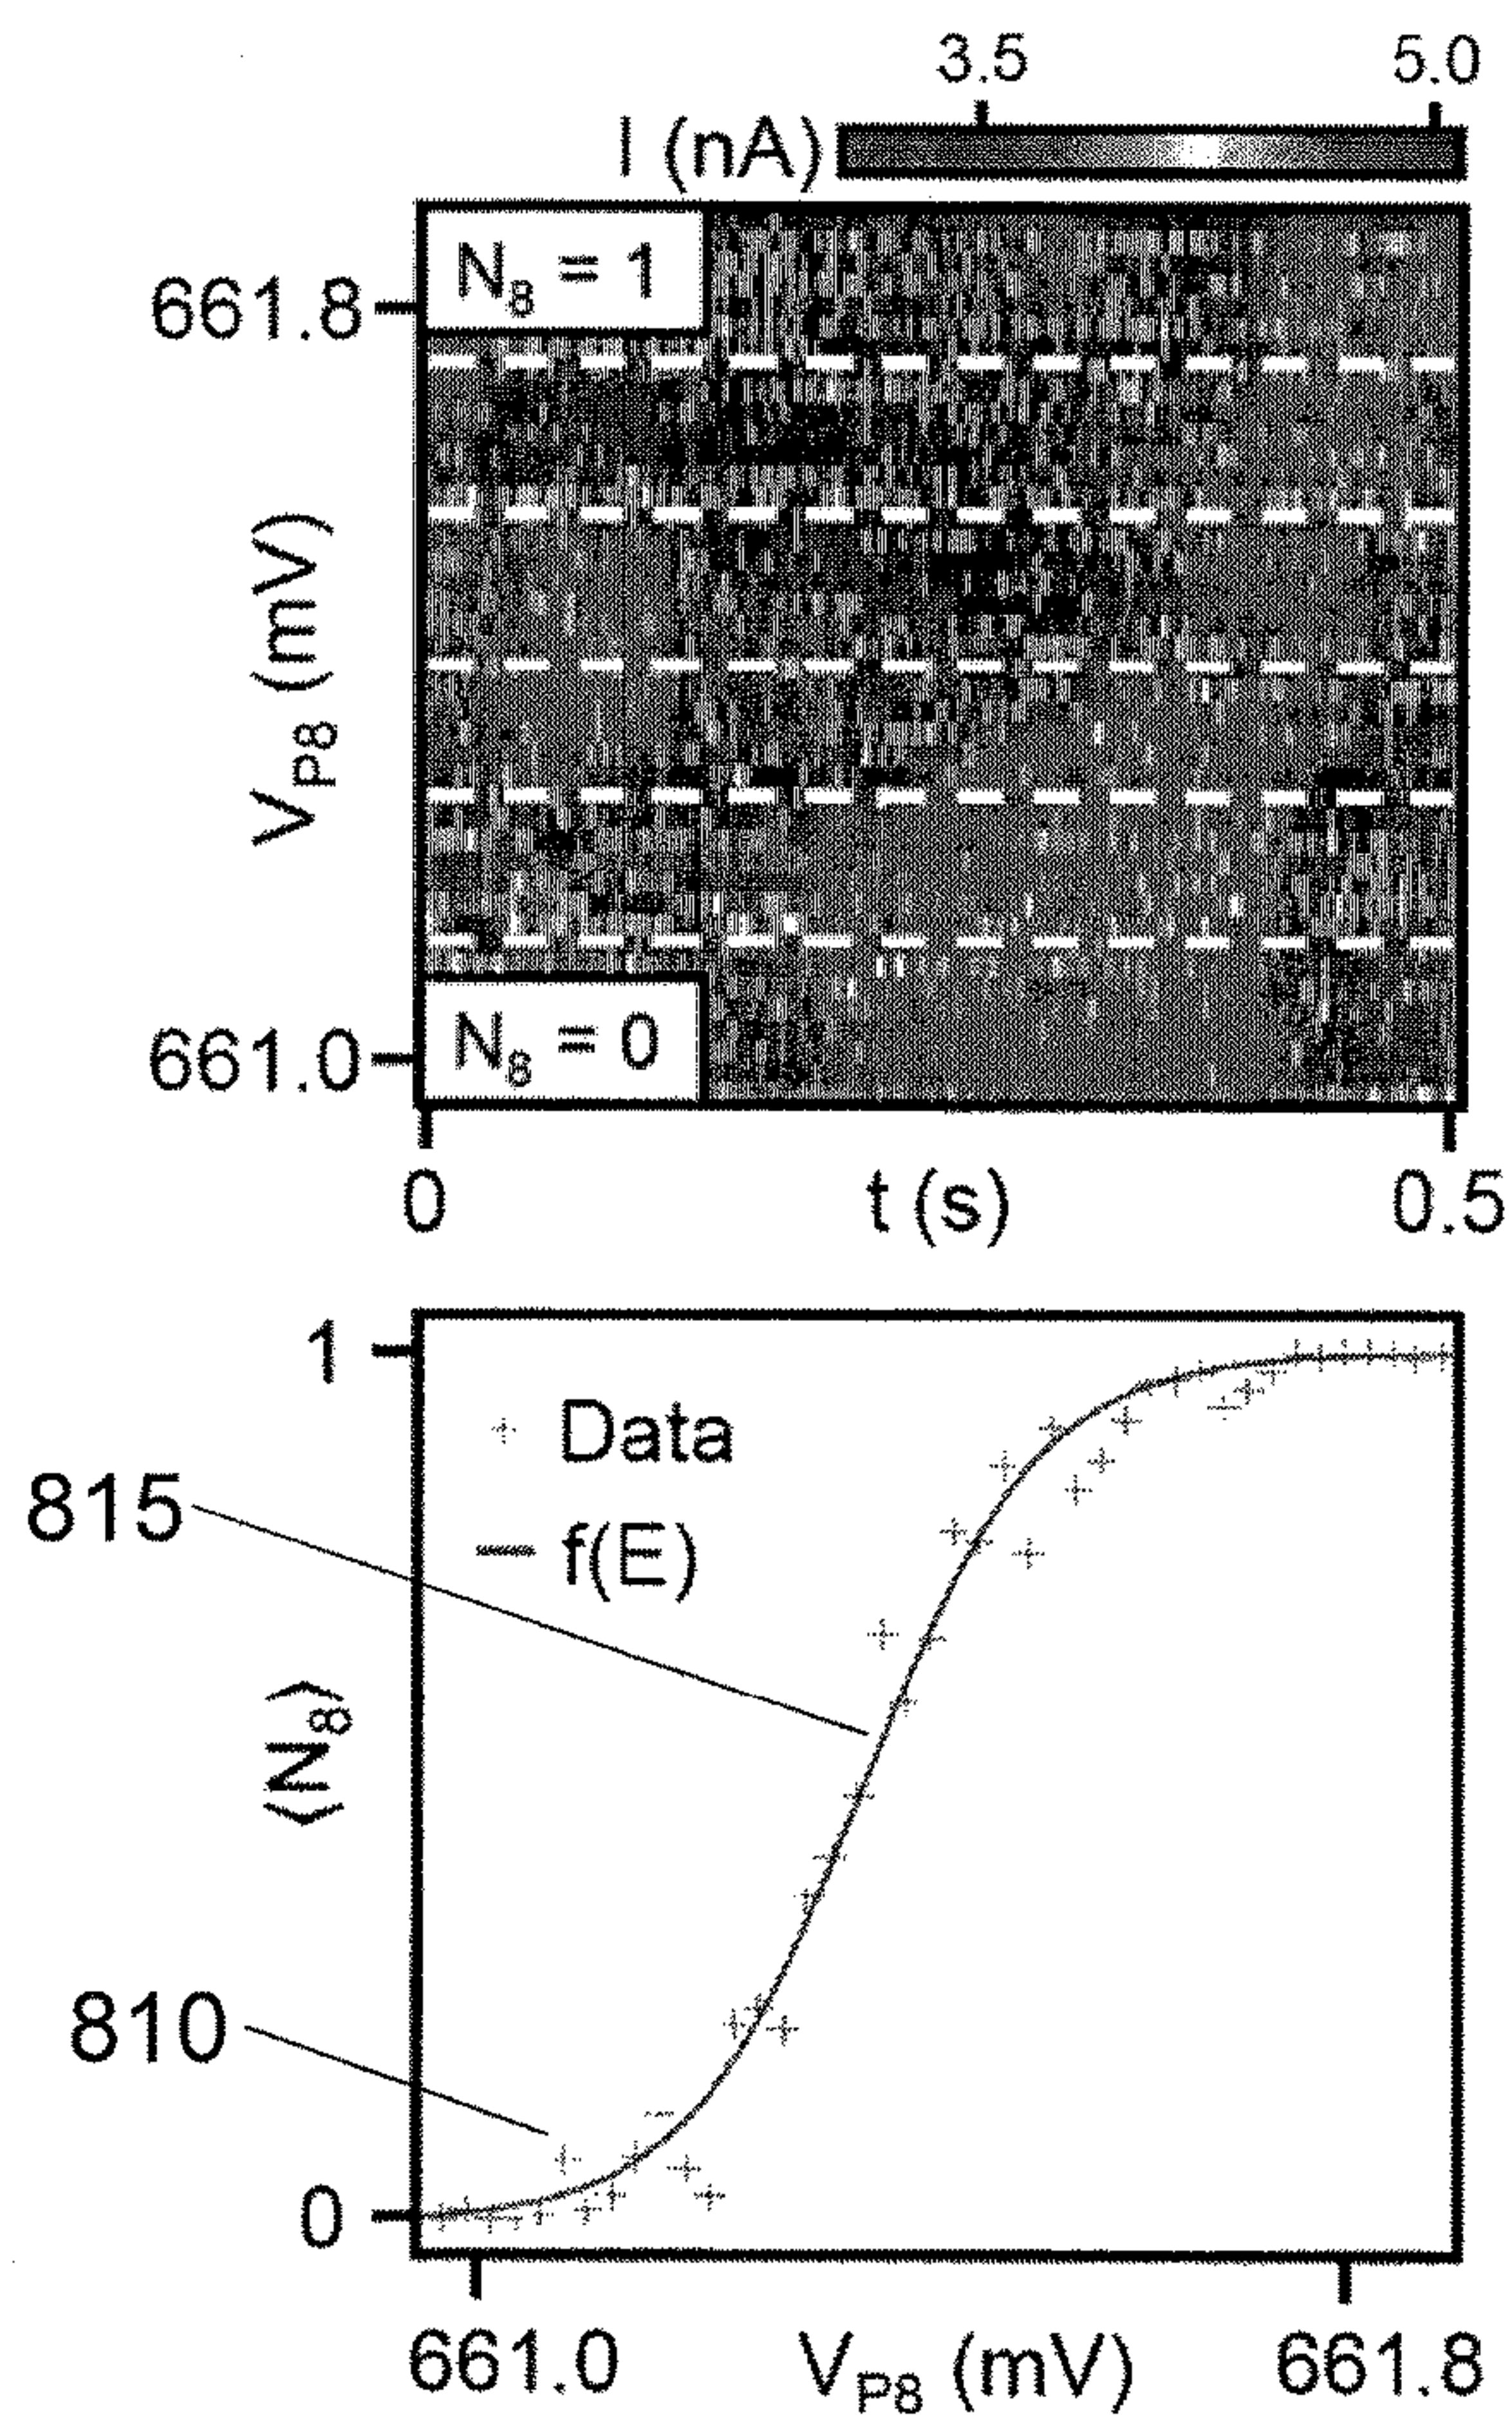 3.5 5.0
I (nA)
N8 = 1
661.8
VP8 (mV)
N8 = 0
661.0
0 t (s) 0.5
1
Data
815
f(E)
⟨N8⟩
810
0
661.0 VP8 (mV) 661.8